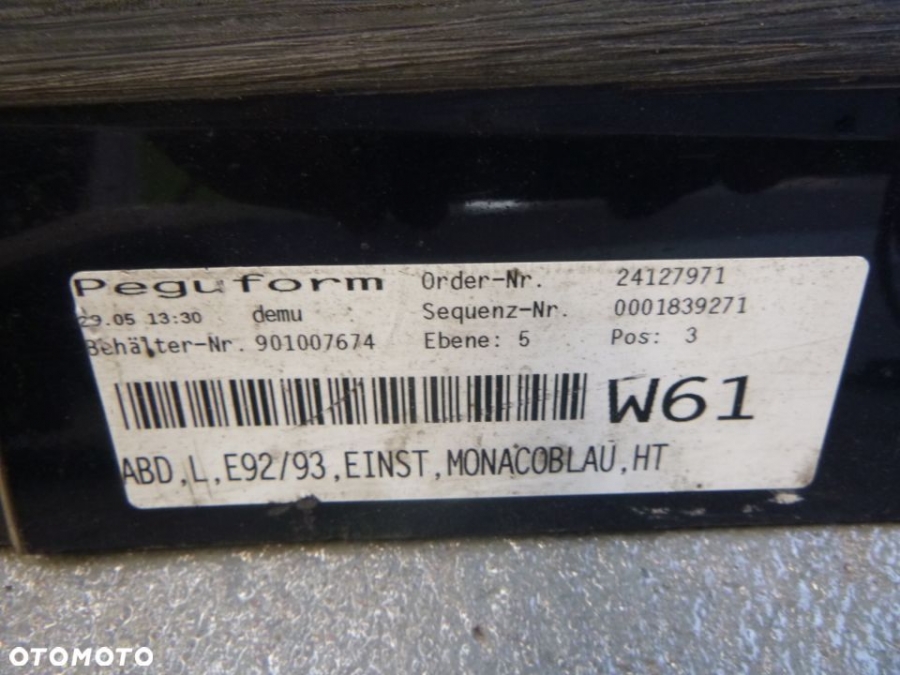 Peguform Order-Nr. 24127971
29.05 13:30 demu Sequenz-Nr. 0001839271
Behälter-Nr. 901007674 Ebene: 5 Pos: 3
W61
ABD,L,E92/93,EINST,MONACOBLAU,HT
OTOMOTO